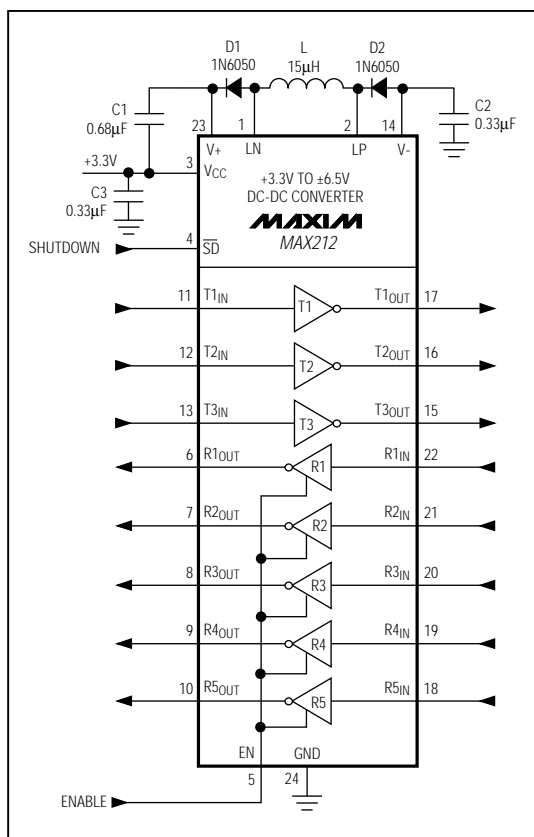 D1
1N6050
L
15μH
D2
1N6050
C1
0.68μF
C2
0.33μF
23
1
2
14
V+
LN
LP
V-
+3.3V
3
VCC
C3
0.33μF
+3.3V TO ±6.5V
DC-DC CONVERTER
MAXIM
MAX212
SHUTDOWN
4
SD
11
T1IN
T1
T1OUT
17
12
T2IN
T2
T2OUT
16
13
T3IN
T3
T3OUT
15
6
R1OUT
R1
R1IN
22
7
R2OUT
R2
R2IN
21
8
R3OUT
R3
R3IN
20
9
R4OUT
R4
R4IN
19
10
R5OUT
R5
R5IN
18
EN
GND
5
24
ENABLE